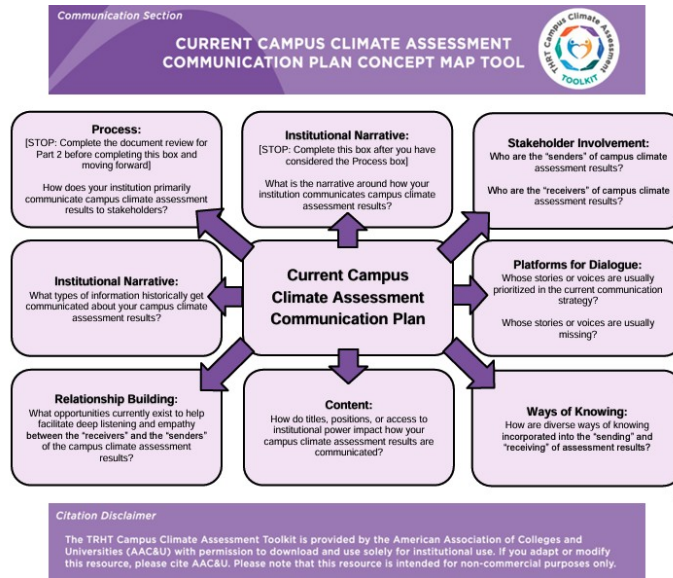 Communication Section
CURRENT CAMPUS CLIMATE ASSESSMENT
COMMUNICATION PLAN CONCEPT MAP TOOL
THRT Campus Climate Assessment
TOOLKIT
Process:
[STOP: Complete the document review for
Part 2 before completing this box and
moving forward]
How does your institution primarily
communicate campus climate assessment
results to stakeholders?
Institutional Narrative:
[STOP: Complete this box after you have
considered the Process box]
What is the narrative around how your
institution communicates campus climate
assessment results?
Stakeholder Involvement:
Who are the "senders" of campus climate
assessment results?
Who are the "receivers" of campus climate
assessment results?
Institutional Narrative:
What types of information historically get
communicated about your campus climate
assessment results?
Current Campus
Climate Assessment
Communication Plan
Platforms for Dialogue:
Whose stories or voices are usually
prioritized in the current communication
strategy?
Whose stories or voices are usually
missing?
Relationship Building:
What opportunities currently exist to help
facilitate deep listening and empathy
between the "receivers" and the "senders"
of the campus climate assessment
results?
Content:
How do titles, positions, or access to
institutional power impact how your
campus climate assessment results are
communicated?
Ways of Knowing:
How are diverse ways of knowing
incorporated into the "sending" and
"receiving" of assessment results?
Citation Disclaimer
The TRHT Campus Climate Assessment Toolkit is provided by the American Association of Colleges and
Universities (AAC&U) with permission to download and use solely for institutional use. If you adapt or modify
this resource, please cite AAC&U. Please note that this resource is intended for non-commercial purposes only.